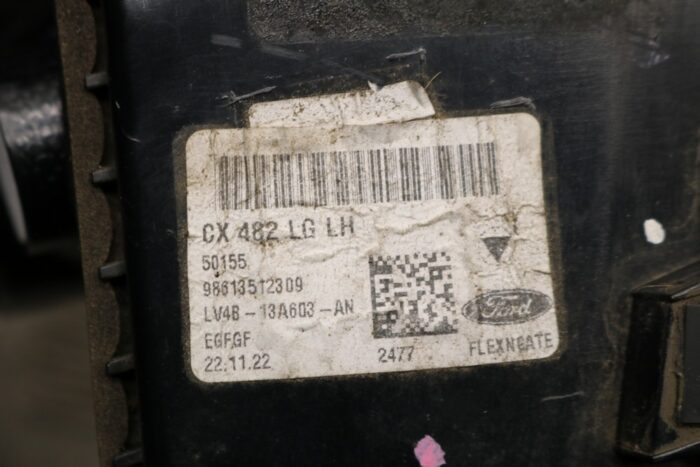 CX 482 LG LH
50155
98613512309
LV4B-13A603-AN
EGFGF
22.11.22
2477
Ford
FLEXNGATE